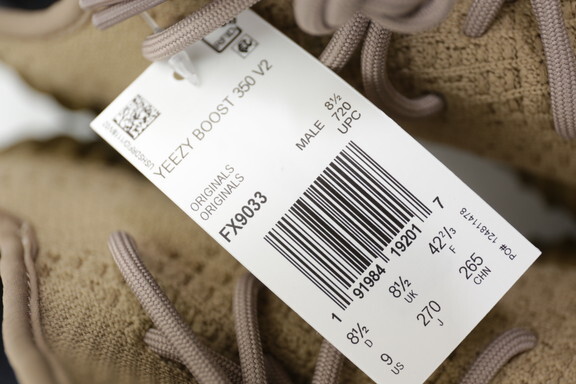 YEEZY BOOST 350 V2
ORIGINALS
ORIGINALS
FX9033
MALE 8½
720
UPC
1 91984 19201 7
8½ D
8½ UK
42²/³ F
9 US
270 J
265 CHN
PO# 124811478